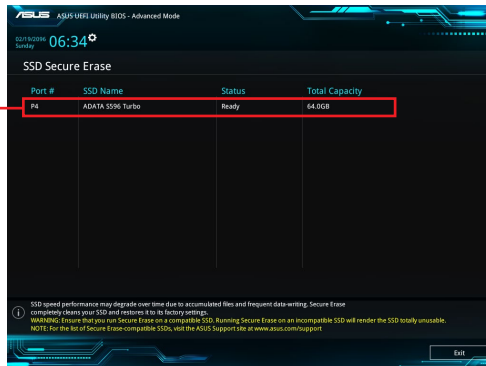 ASUS ASUS UEFI Utility BIOS - Advanced Mode
02/19/2096
Sunday
06:34
SSD Secure Erase
Port # SSD Name Status Total Capacity
P4 ADATA S596 Turbo Ready 64.0GB
SSD speed performance may degrade over time due to accumulated files and frequent data-writing. Secure Erase
completely cleans your SSD and restores it to its factory settings.
WARNING: Ensure that you run Secure Erase on a compatible SSD. Running Secure Erase on an incompatible SSD will render the SSD totally unusable.
NOTE: For the list of Secure Erase-compatible SSDs, visit the ASUS Support site at www.asus.com/support
Exit